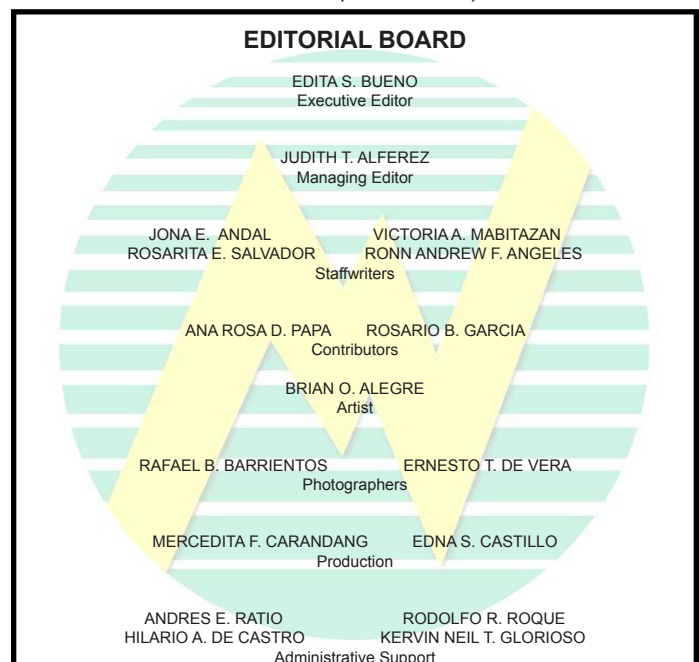 EDITORIAL BOARD
EDITA S. BUENO
Executive Editor
JUDITH T. ALFEREZ
Managing Editor
JONA E. ANDAL VICTORIA A. MABITAZAN
ROSARITA E. SALVADOR RONN ANDREW F. ANGELES
Staffwriters
ANA ROSA D. PAPA ROSARIO B. GARCIA
Contributors
BRIAN O. ALEGRE
Artist
RAFAEL B. BARRIENTOS ERNESTO T. DE VERA
Photographers
MERCEDITA F. CARANDANG EDNA S. CASTILLO
Production
ANDRES E. RATIO RODOLFO R. ROQUE
HILARIO A. DE CASTRO KERVIN NEIL T. GLORIOSO
Administrative Support